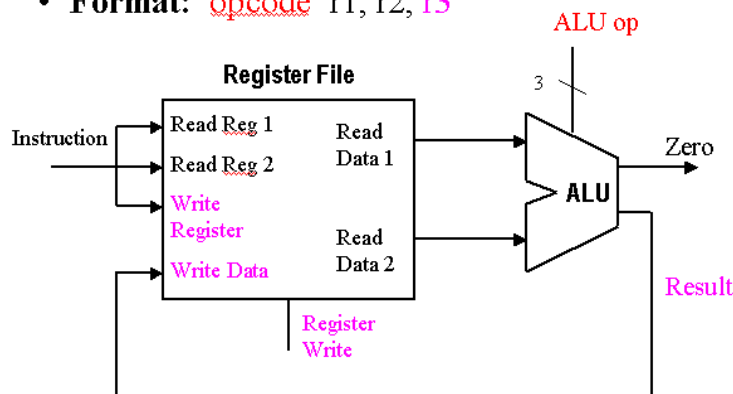 • Format: opcode r1, r2, r3
ALU op
3
Register File
Instruction
Read Reg 1
Read Reg 2
Write
Register
Write Data
Read
Data 1
Read
Data 2
Register
Write
ALU
Zero
Result